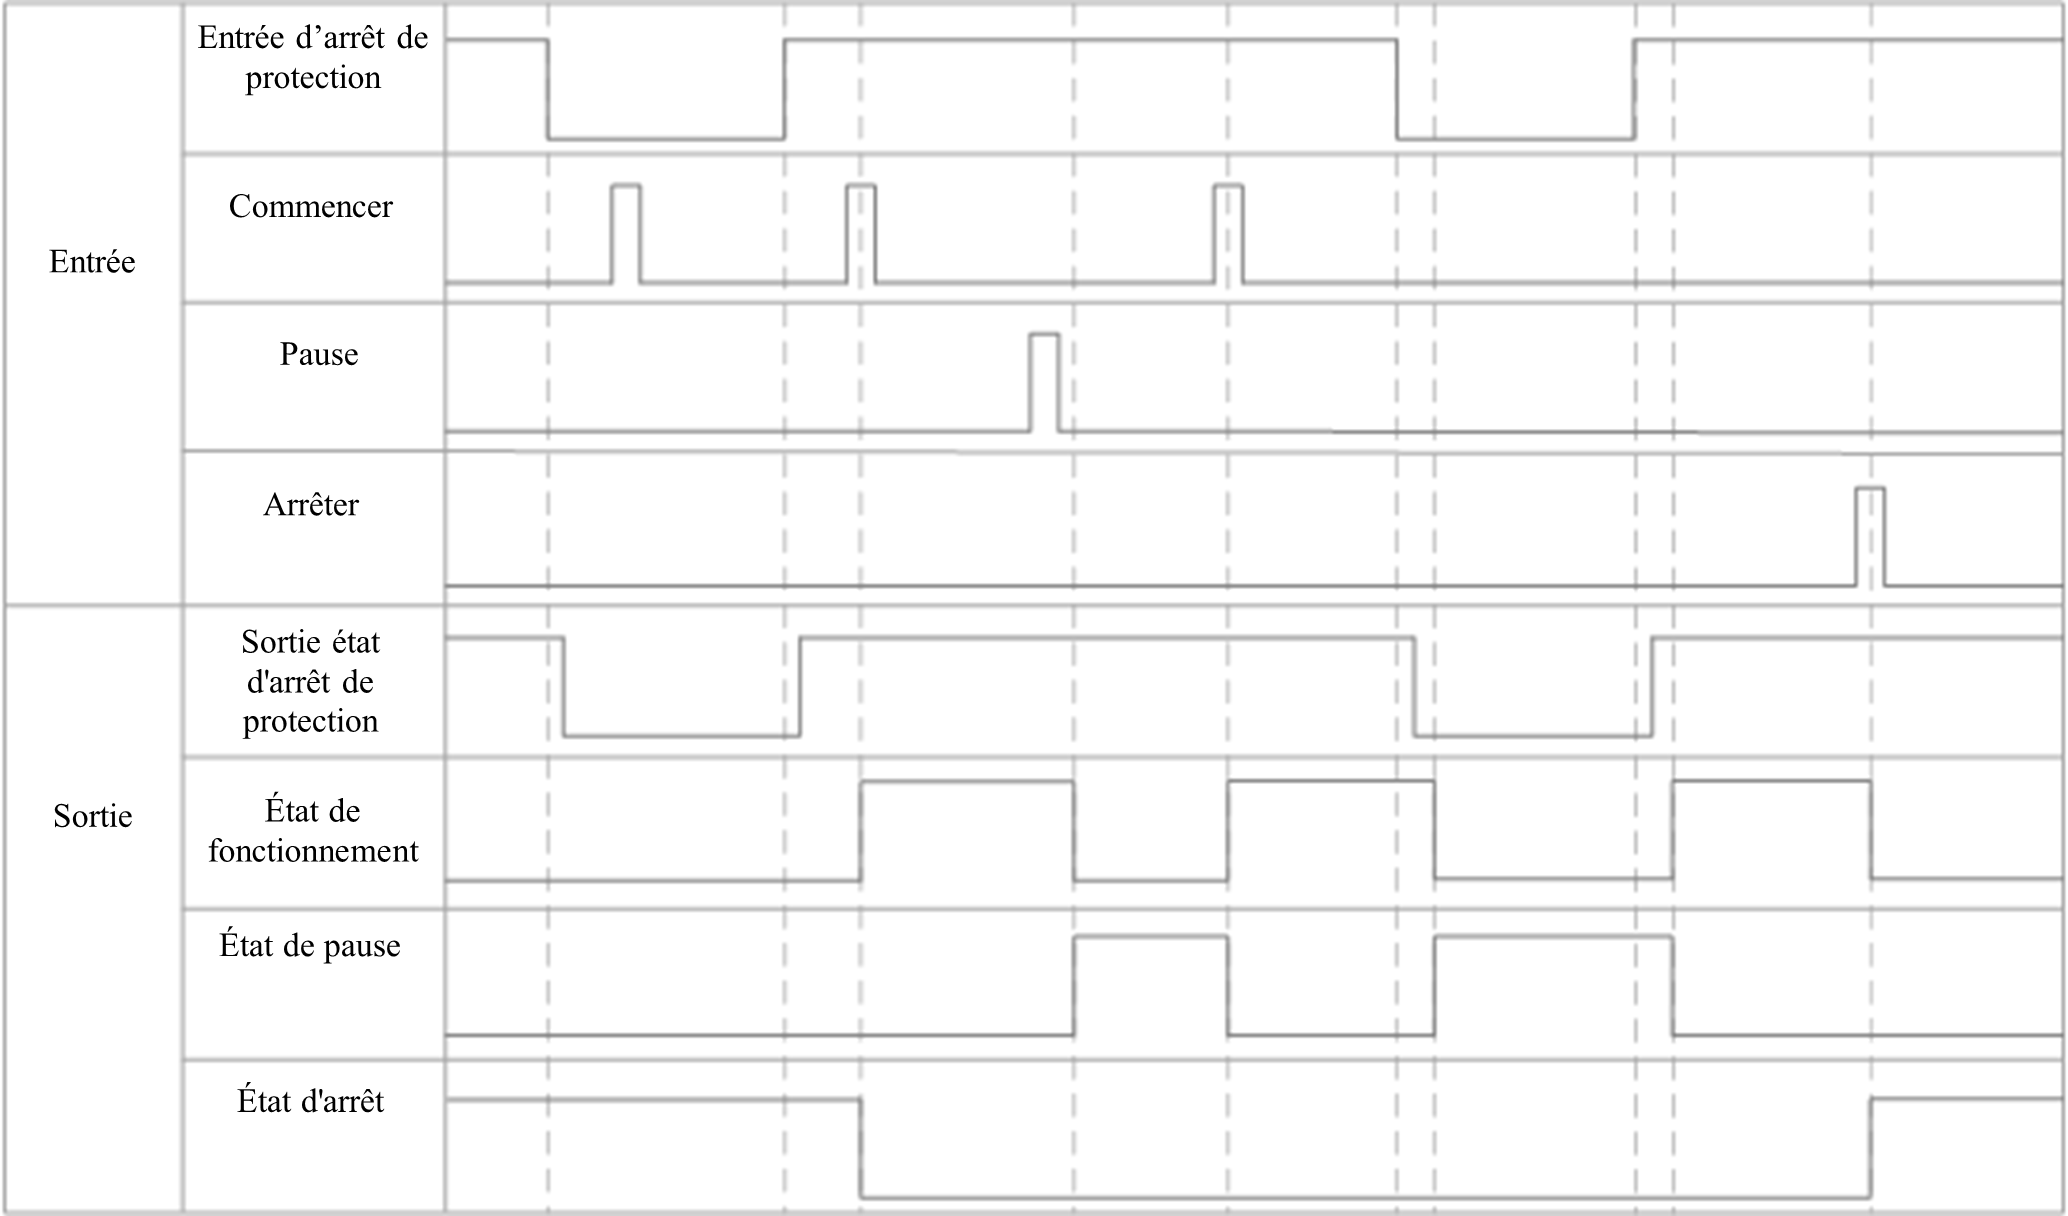 Entrée
Entrée d’arrêt de
protection
Commencer
Pause
Arrêter
Sortie
Sortie état
d'arrêt de
protection
État de
fonctionnement
État de pause
État d'arrêt